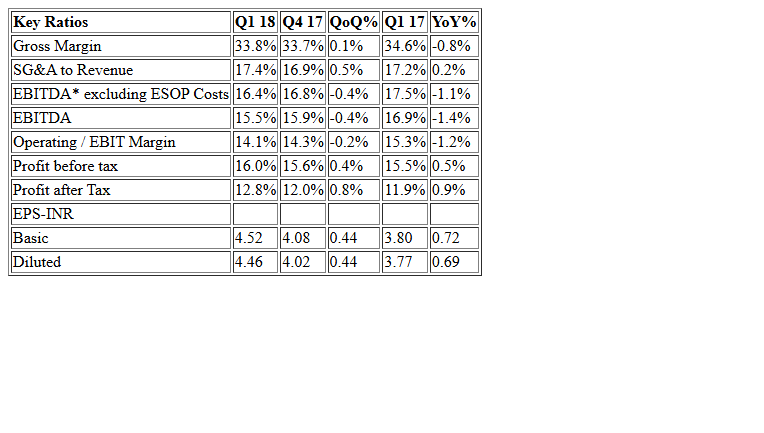 Key Ratios Q1 18 Q4 17 QoQ% Q1 17 YoY%
Gross Margin 33.8% 33.7% 0.1% 34.6% -0.8%
SG&A to Revenue 17.4% 16.9% 0.5% 17.2% 0.2%
EBITDA* excluding ESOP Costs 16.4% 16.8% -0.4% 17.5% -1.1%
EBITDA 15.5% 15.9% -0.4% 16.9% -1.4%
Operating / EBIT Margin 14.1% 14.3% -0.2% 15.3% -1.2%
Profit before tax 16.0% 15.6% 0.4% 15.5% 0.5%
Profit after Tax 12.8% 12.0% 0.8% 11.9% 0.9%
EPS-INR
Basic 4.52 4.08 0.44 3.80 0.72
Diluted 4.46 4.02 0.44 3.77 0.69